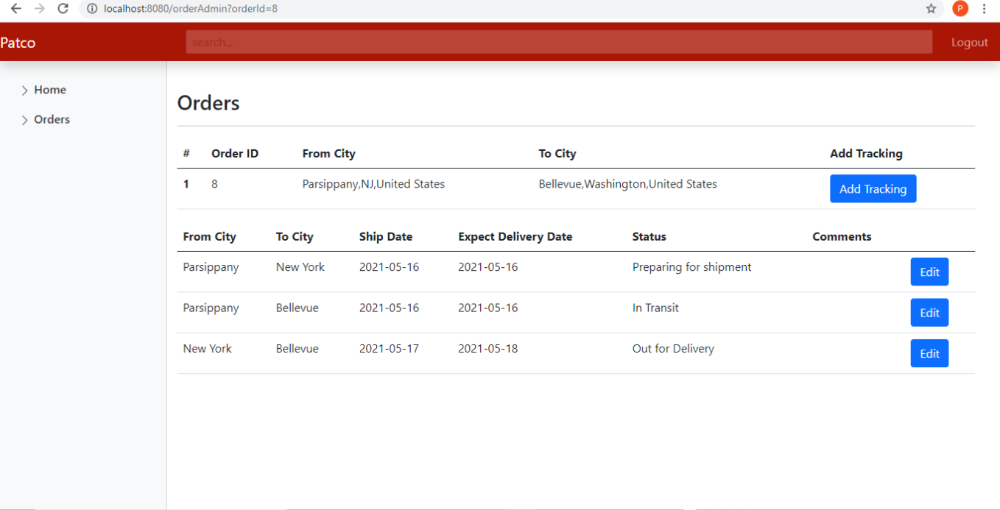 localhost:8080/orderAdmin?orderId=8
P
Patco
search...
Logout
Home
Orders
Orders
# Order ID From City To City Add Tracking
1 8 Parsippany,NJ,United States Bellevue,Washington,United States Add Tracking
From City To City Ship Date Expect Delivery Date Status Comments
Parsippany New York 2021-05-16 2021-05-16 Preparing for shipment Edit
Parsippany Bellevue 2021-05-16 2021-05-16 In Transit Edit
New York Bellevue 2021-05-17 2021-05-18 Out for Delivery Edit